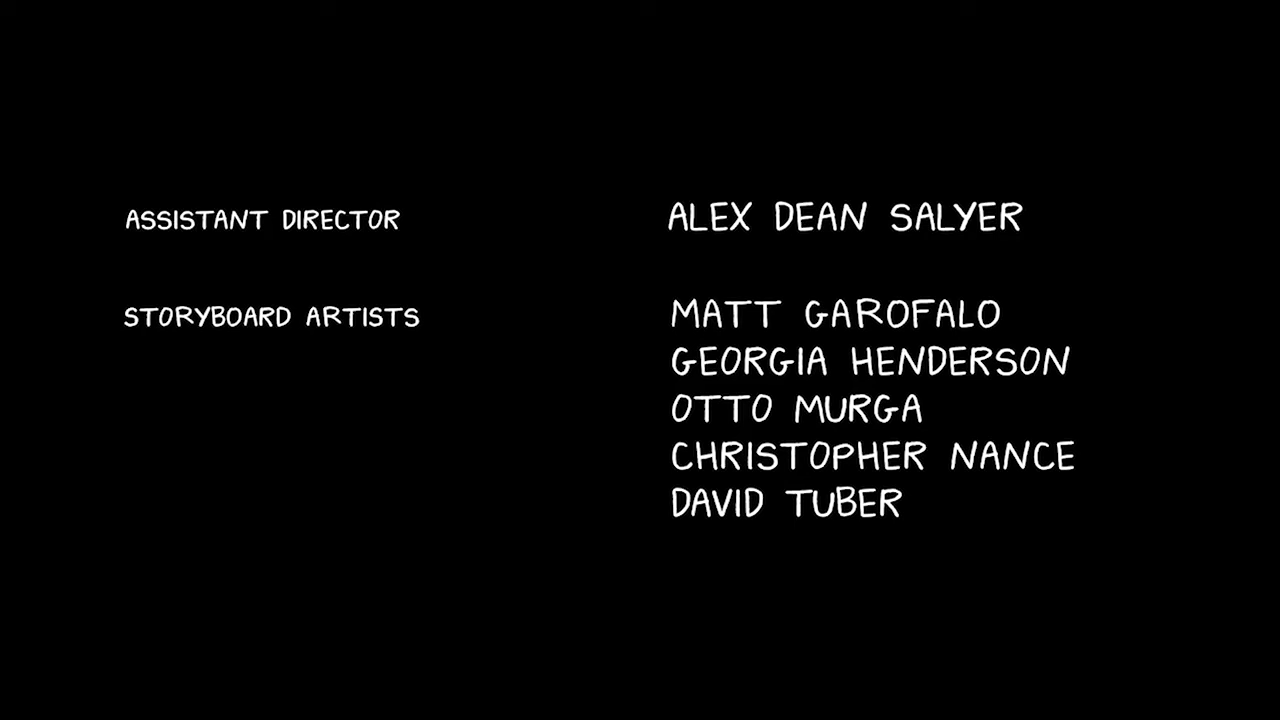 ASSISTANT DIRECTOR ALEX DEAN SALYER
STORYBOARD ARTISTS MATT GAROFALO
GEORGIA HENDERSON
OTTO MURGA
CHRISTOPHER NANCE
DAVID TUBER